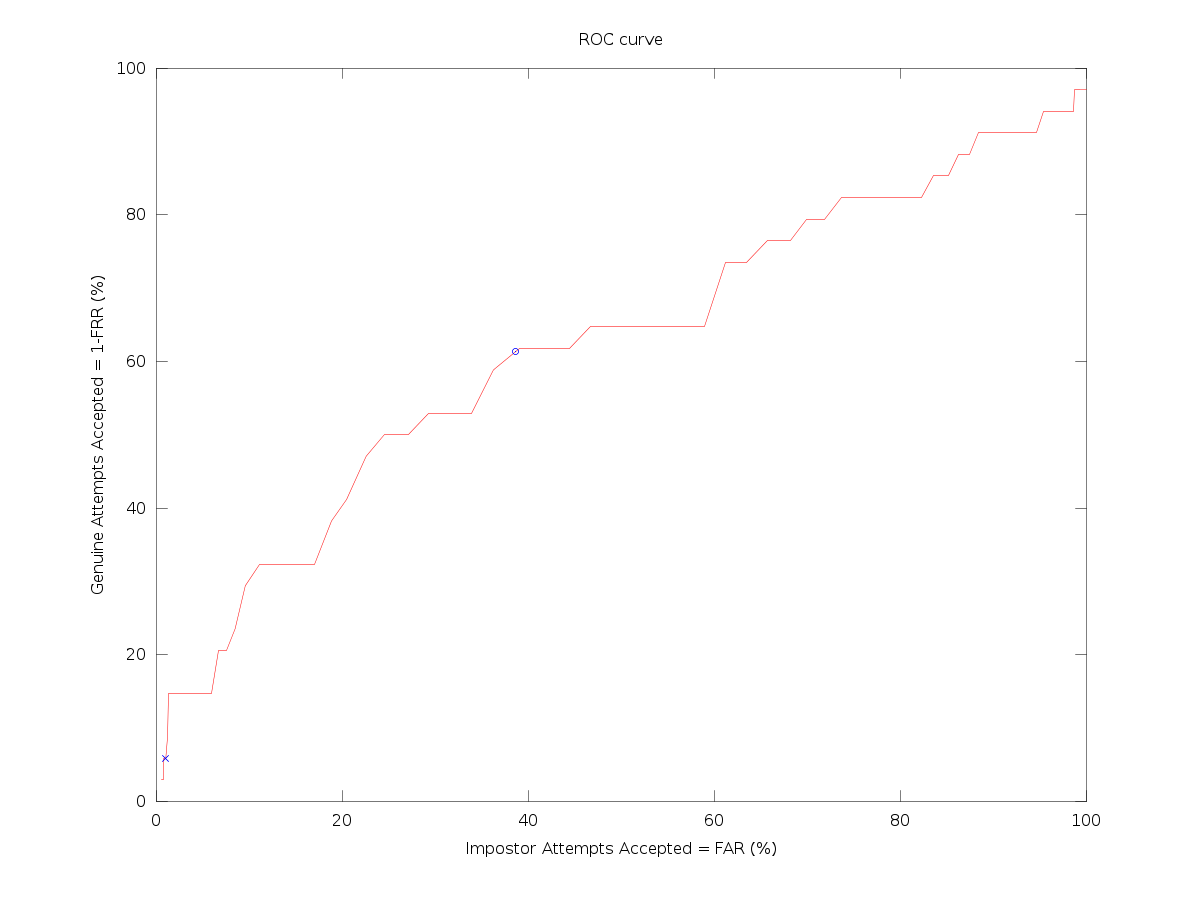 ROC curve
100
80
60
40
20
0
Genuine Attempts Accepted = 1-FRR (%)
0 20 40 60 80 100
Impostor Attempts Accepted = FAR (%)